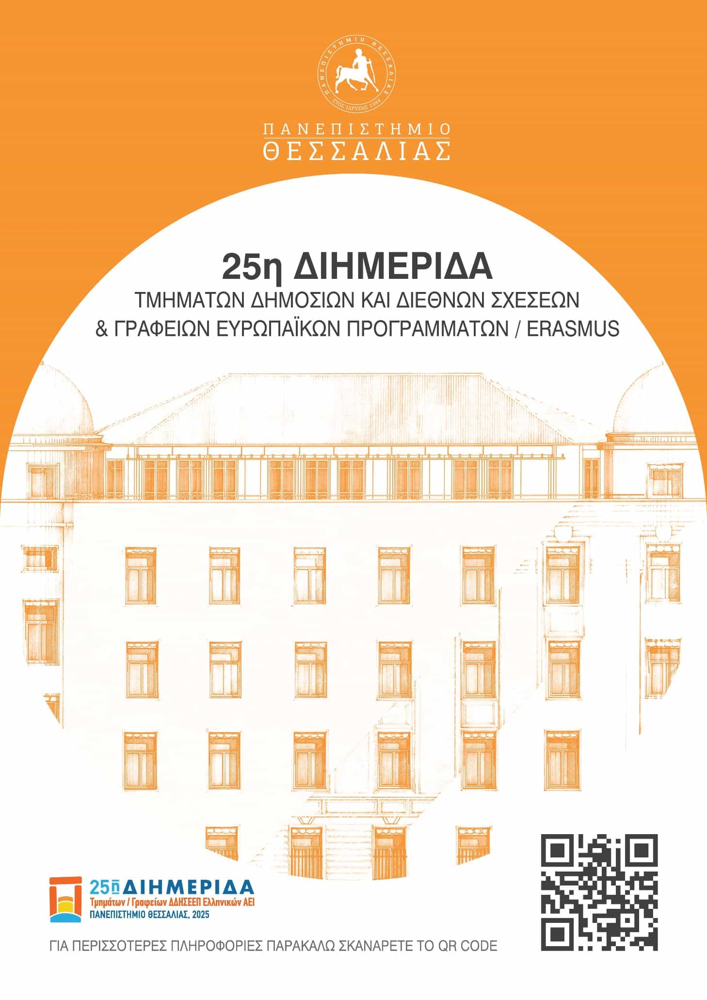 ΠΑΝΕΠΙΣΤΗΜΙΟ ΘΕΣΣΑΛΙΑΣ
ΕΤΟΣ ΙΔΡΥΣΗΣ 1984
ΠΑΝΕΠΙΣΤΗΜΙΟ
ΘΕΣΣΑΛΙΑΣ
25η ΔΙΗΜΕΡΙΔΑ
ΤΜΗΜΑΤΩΝ ΔΗΜΟΣΙΩΝ ΚΑΙ ΔΙΕΘΝΩΝ ΣΧΕΣΕΩΝ
& ΓΡΑΦΕΙΩΝ ΕΥΡΩΠΑΪΚΩΝ ΠΡΟΓΡΑΜΜΑΤΩΝ / ERASMUS
25η ΔΙΗΜΕΡΙΔΑ
Τμημάτων / Γραφείων ΔΔΗΣΕΕΠ Ελληνικών ΑΕΙ
ΠΑΝΕΠΙΣΤΗΜΙΟ ΘΕΣΣΑΛΙΑΣ, 2025
ΓΙΑ ΠΕΡΙΣΣΟΤΕΡΕΣ ΠΛΗΡΟΦΟΡΙΕΣ ΠΑΡΑΚΑΛΩ ΣΚΑΝΑΡΕΤΕ ΤΟ QR CODE